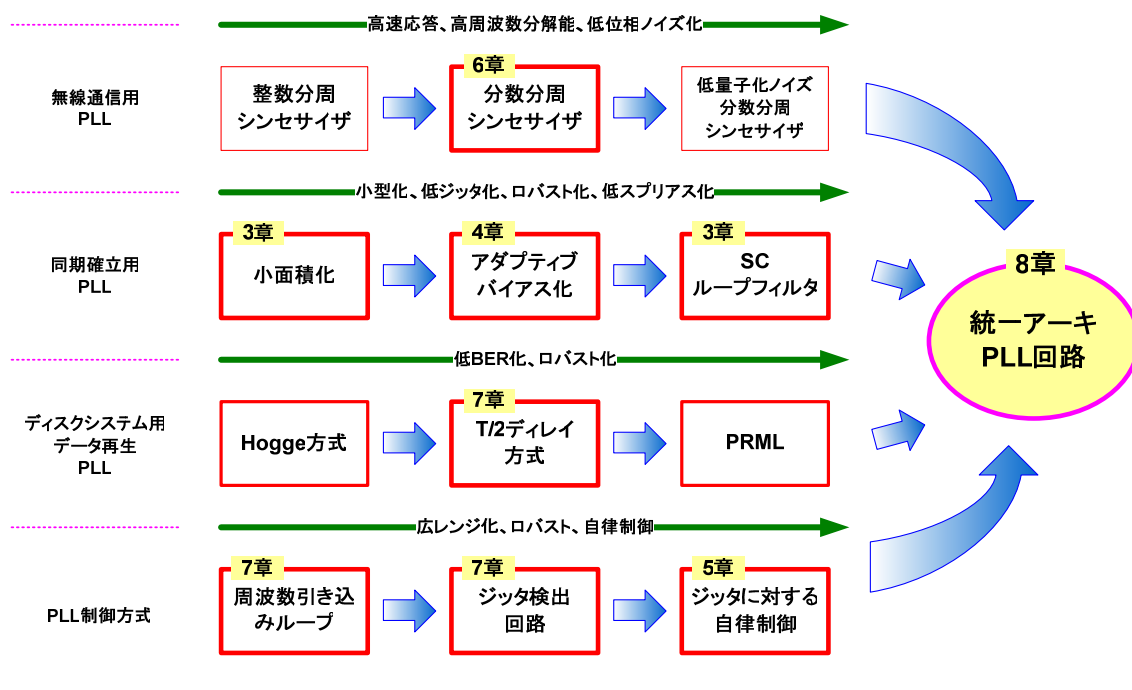 高速応答、高周波数分解能、低位相ノイズ化
無線通信用
PLL
整数分周
シンセサイザ
6章
分数分周
シンセサイザ
低量子化ノイズ
分数分周
シンセサイザ
小型化、低ジッタ化、ロバスト化、低スプリアス化
同期確立用
PLL
3章
小面積化
4章
アダプティブ
バイアス化
3章
SC
ループフィルタ
8章
統一アーキ
PLL回路
低BER化、ロバスト化
ディスクシステム用
データ再生
PLL
Hogge方式
7章
T/2ディレイ
方式
PRML
広レンジ化、ロバスト、自律制御
PLL制御方式
7章
周波数引き込
みループ
7章
ジッタ検出
回路
5章
ジッタに対する
自律制御